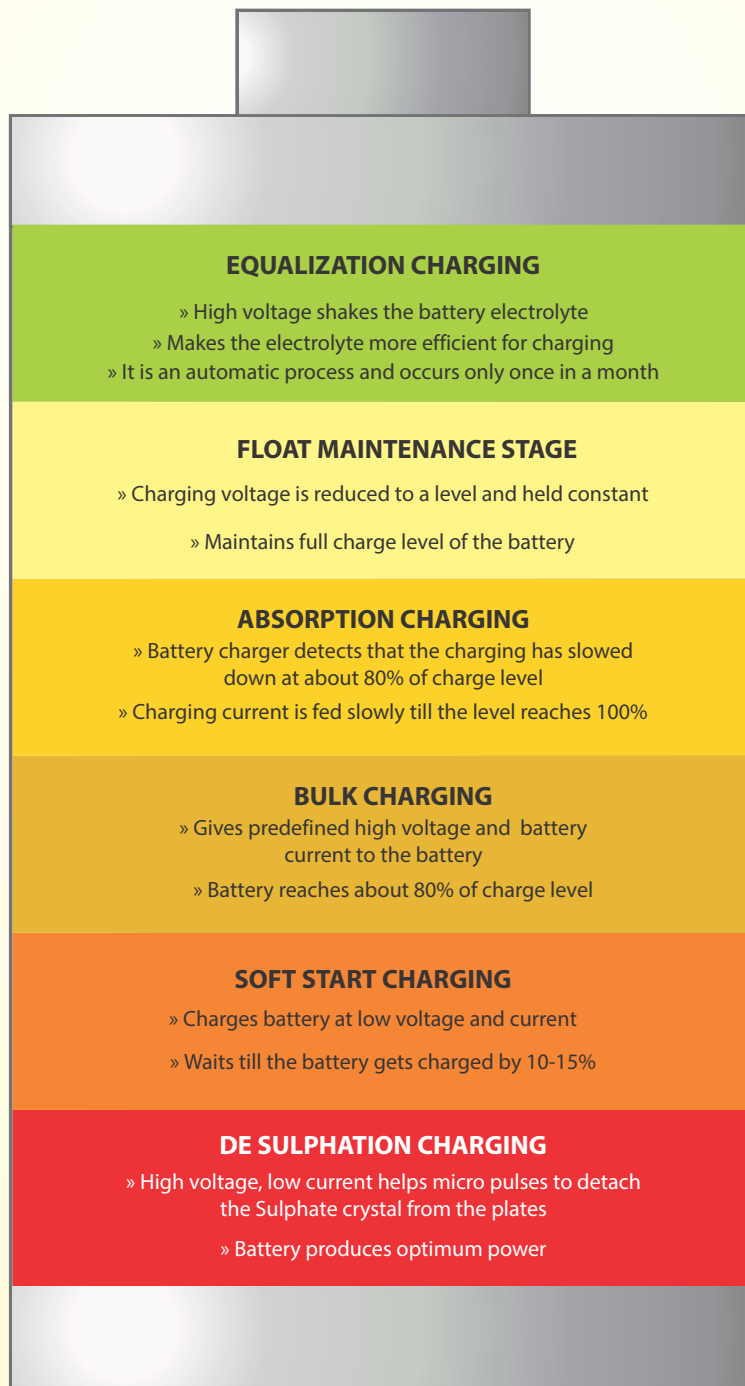 EQUALIZATION CHARGING
» High voltage shakes the battery electrolyte
» Makes the electrolyte more efficient for charging
» It is an automatic process and occurs only once in a month
FLOAT MAINTENANCE STAGE
» Charging voltage is reduced to a level and held constant
» Maintains full charge level of the battery
ABSORPTION CHARGING
» Battery charger detects that the charging has slowed
down at about 80% of charge level
» Charging current is fed slowly till the level reaches 100%
BULK CHARGING
» Gives predefined high voltage and battery
current to the battery
» Battery reaches about 80% of charge level
SOFT START CHARGING
» Charges battery at low voltage and current
» Waits till the battery gets charged by 10-15%
DE SULPHATION CHARGING
» High voltage, low current helps micro pulses to detach
the Sulphate crystal from the plates
» Battery produces optimum power